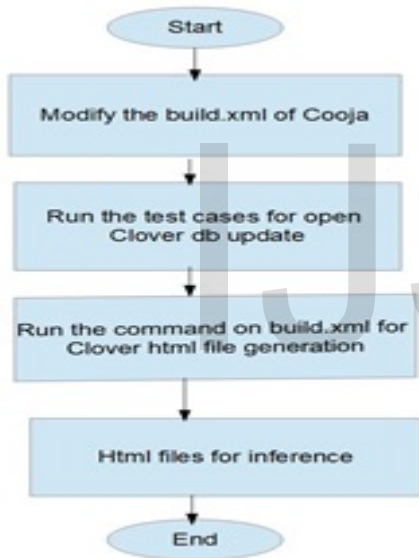 Start
Modify the build.xml of Cooja
Run the test cases for open
Clover db update
Run the command on build.xml for
Clover html file generation
Html files for inference
End
IJ